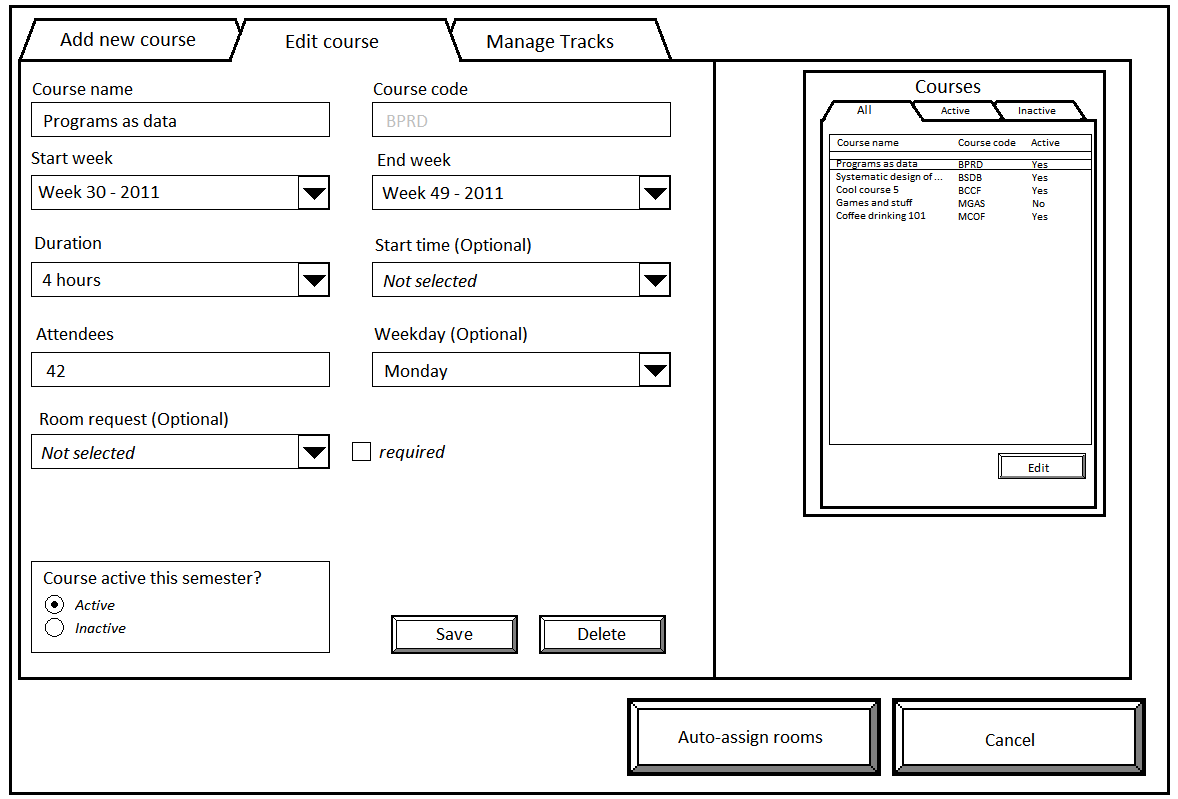 Add new course
Edit course
Manage Tracks
Course name
Course code
Programs as data
BPRD
Start week
End week
Week 30 - 2011
Week 49 - 2011
Duration
Start time (Optional)
4 hours
Not selected
Attendees
Weekday (Optional)
42
Monday
Room request (Optional)
Not selected
required
Course active this semester?
Active
Inactive
Save
Delete
Courses
All
Active
Inactive
Course name Course code Active
Programs as data BPRD Yes
Systematic design of ... BSDB Yes
Cool course 5 BCCF Yes
Games and stuff MGAS No
Coffee drinking 101 MCOF Yes
Edit
Auto-assign rooms
Cancel